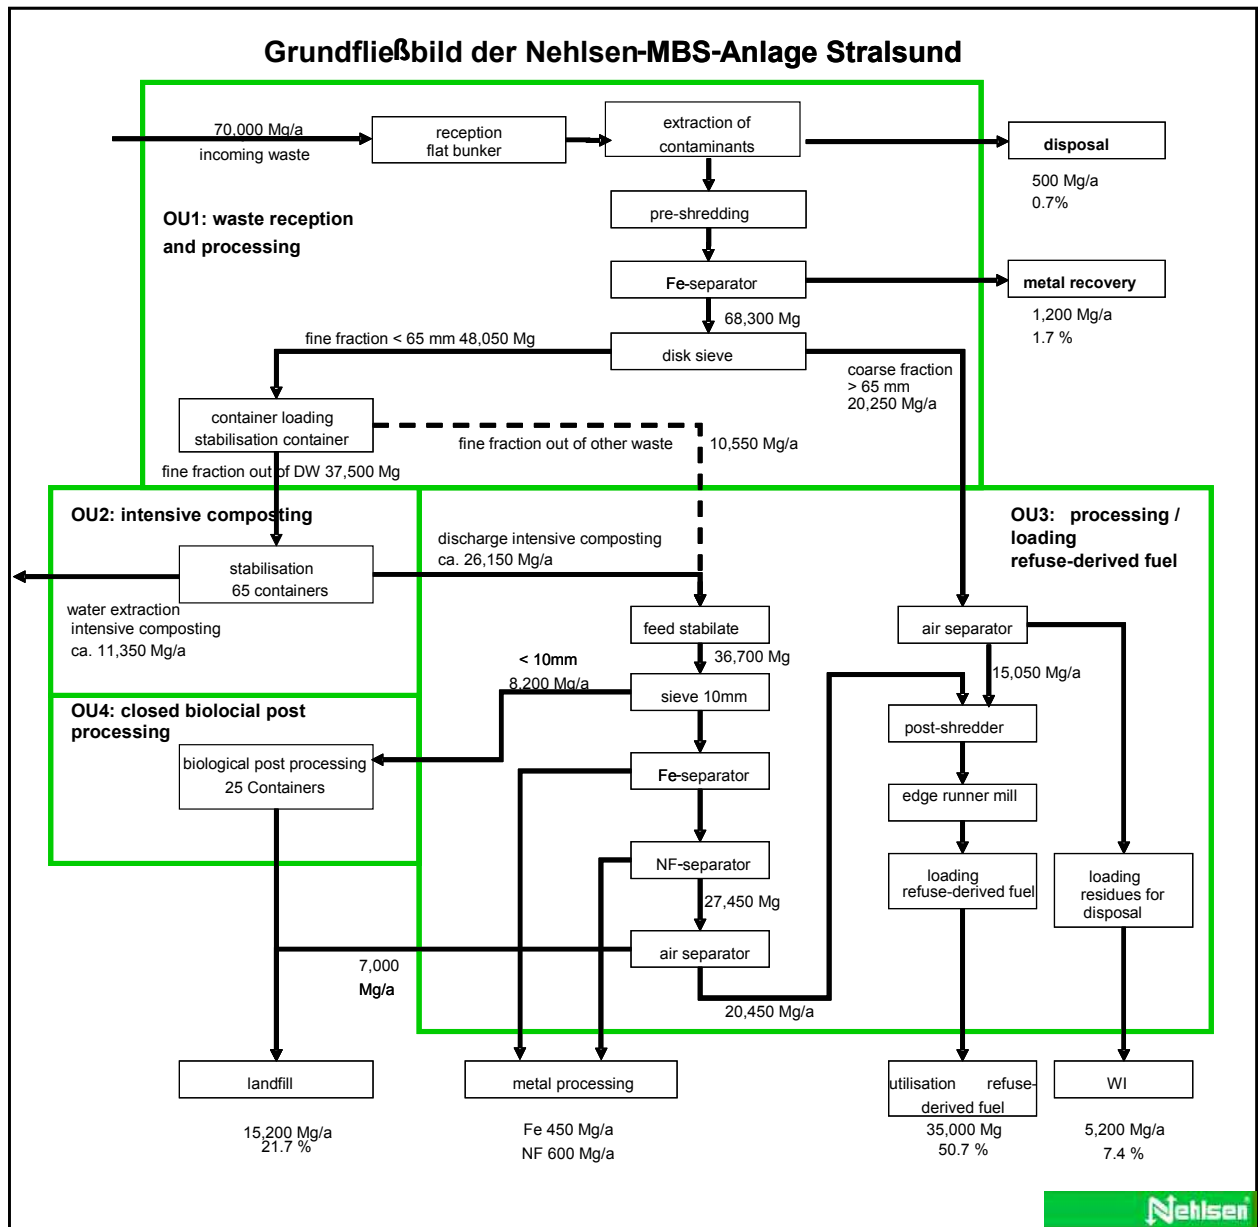 Grundfließbild der Nehlsen-MBS-Anlage Stralsund
70,000 Mg/a
incoming waste
reception
flat bunker
extraction of
contaminants
disposal
500 Mg/a
0.7%
OU1: waste reception
and processing
pre-shredding
Fe-separator
metal recovery
1,200 Mg/a
1.7 %
68,300 Mg
fine fraction < 65 mm 48,050 Mg
disk sieve
coarse fraction
> 65 mm
20,250 Mg/a
container loading
stabilisation container
fine fraction out of other waste
10,550 Mg/a
fine fraction out of DW 37,500 Mg
OU2: intensive composting
OU3: processing /
loading
refuse-derived fuel
discharge intensive composting
ca. 26,150 Mg/a
stabilisation
65 containers
water extraction
intensive composting
ca. 11,350 Mg/a
feed stabilate
air separator
36,700 Mg
< 10mm
8,200 Mg/a
15,050 Mg/a
sieve 10mm
OU4: closed biolocial post
processing
post-shredder
biological post processing
25 Containers
Fe-separator
edge runner mill
NF-separator
loading
refuse-derived fuel
loading
residues for
disposal
27,450 Mg
air separator
7,000
Mg/a
20,450 Mg/a
landfill
metal processing
utilisation refuse-
derived fuel
WI
15,200 Mg/a
21.7 %
Fe 450 Mg/a
NF 600 Mg/a
35,000 Mg
50.7 %
5,200 Mg/a
7.4 %
Nehlsen